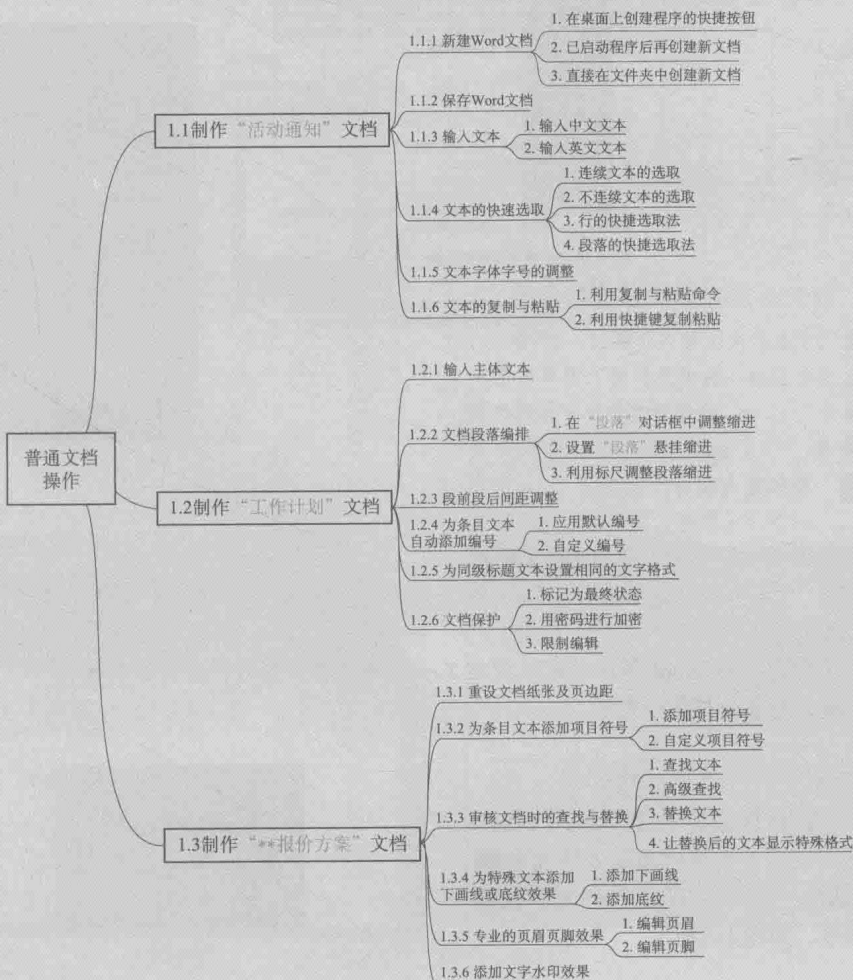 普通文档
操作
1.1制作“活动通知”文档
1.1.1 新建Word文档
1. 在桌面上创建程序的快捷按钮
2. 已启动程序后再创建新文档
3. 直接在文件夹中创建新文档
1.1.2 保存Word文档
1.1.3 输入文本
1. 输入中文文本
2. 输入英文文本
1.1.4 文本的快速选取
1. 连续文本的选取
2. 不连续文本的选取
3. 行的快捷选取法
4. 段落的快捷选取法
1.1.5 文本字体字号的调整
1.1.6 文本的复制与粘贴
1. 利用复制与粘贴命令
2. 利用快捷键复制粘贴
1.2制作“工作计划”文档
1.2.1 输入主体文本
1.2.2 文档段落编排
1. 在“段落”对话框中调整缩进
2. 设置“段落”悬挂缩进
3. 利用标尺调整段落缩进
1.2.3 段前段后间距调整
1.2.4 为条目文本
自动添加编号
1. 应用默认编号
2. 自定义编号
1.2.5 为同级标题文本设置相同的文字格式
1.2.6 文档保护
1. 标记为最终状态
2. 用密码进行加密
3. 限制编辑
1.3制作“**报价方案”文档
1.3.1 重设文档纸张及页边距
1.3.2 为条目文本添加项目符号
1. 添加项目符号
2. 自定义项目符号
1.3.3 审核文档时的查找与替换
1. 查找文本
2. 高级查找
3. 替换文本
4. 让替换后的文本显示特殊格式
1.3.4 为特殊文本添加
下画线或底纹效果
1. 添加下画线
2. 添加底纹
1.3.5 专业的页眉页脚效果
1. 编辑页眉
2. 编辑页脚
1.3.6 添加文字水印效果